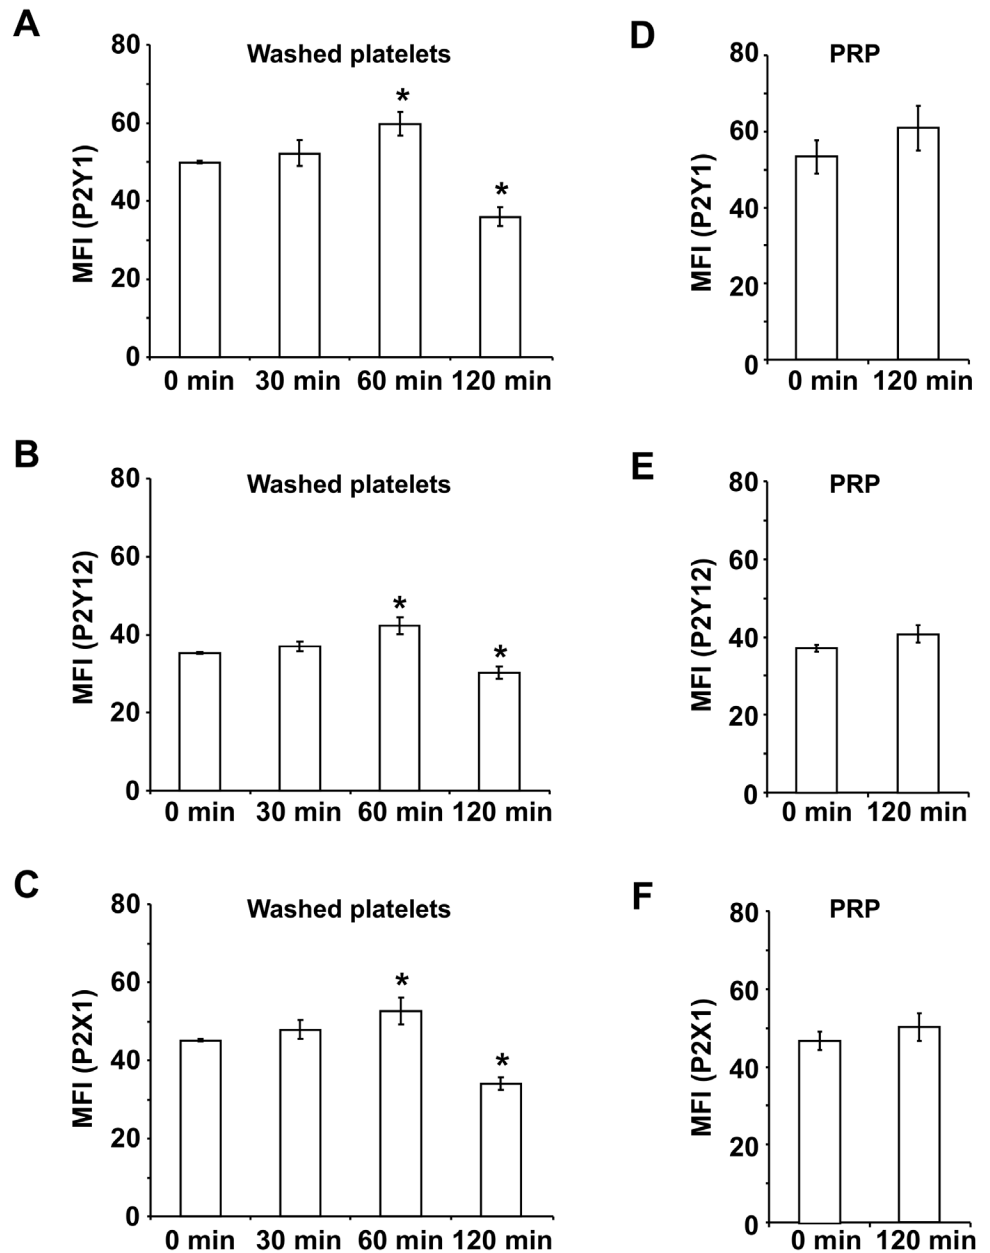 A
Washed platelets
MFI (P2Y1)
80
60
40
20
0
*
*
0 min 30 min 60 min 120 min
D
PRP
MFI (P2Y1)
80
60
40
20
0
0 min 120 min
B
Washed platelets
MFI (P2Y12)
80
60
40
20
0
*
*
0 min 30 min 60 min 120 min
E
PRP
MFI (P2Y12)
80
60
40
20
0
0 min 120 min
C
Washed platelets
MFI (P2X1)
80
60
40
20
0
*
*
0 min 30 min 60 min 120 min
F
PRP
MFI (P2X1)
80
60
40
20
0
0 min 120 min